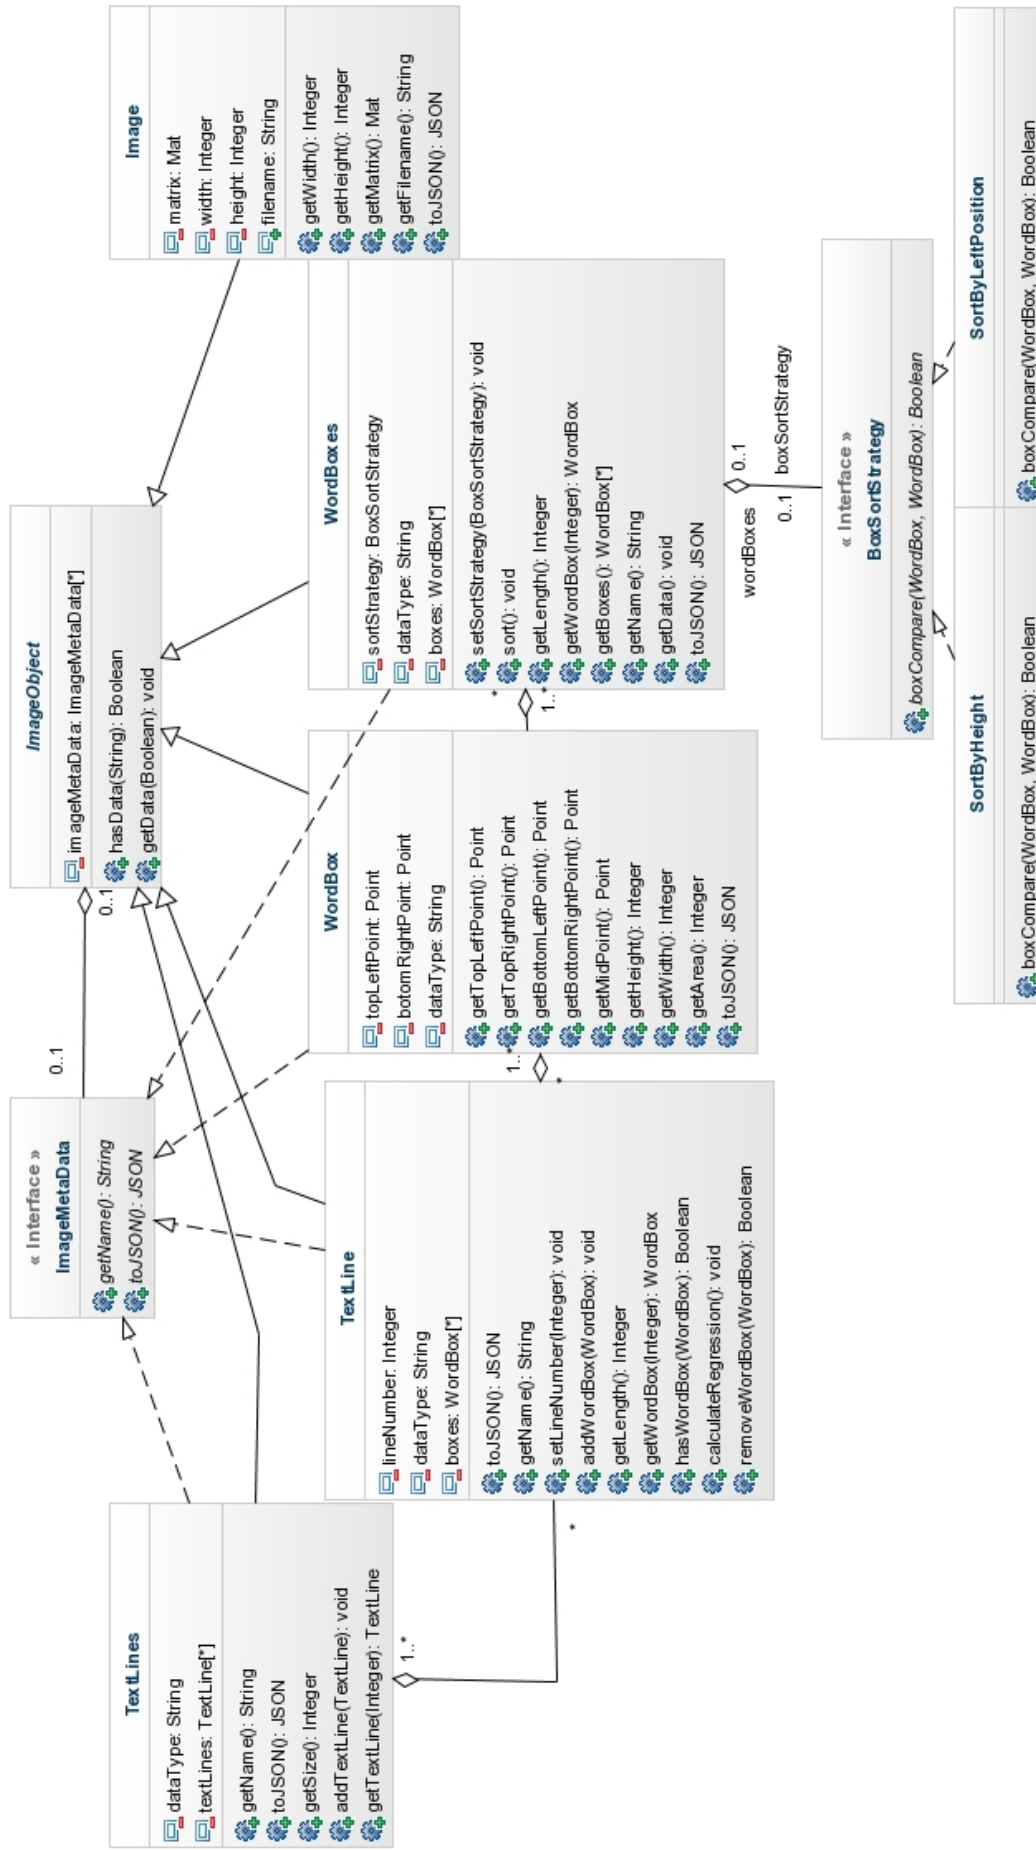 « Interface »
ImageMetaData
getName(): String
toJSON(): JSON
0..1
0..1
ImageObject
imageMetaData: ImageMetaData[*]
hasData(String): Boolean
getData(Boolean): void
TextLines
dataType: String
textLines: TextLine[*]
getName(): String
toJSON(): JSON
getSize(): Integer
addTextLine(TextLine): void
getTextLine(Integer): TextLine
1..*
*
TextLine
lineNumber: Integer
dataType: String
boxes: WordBox[*]
toJSON(): JSON
getName(): String
setLineNumber(Integer): void
addWordBox(WordBox): void
getLength(): Integer
getWordBox(Integer): WordBox
hasWordBox(WordBox): Boolean
calculateRegression(): void
removeWordBox(WordBox): Boolean
1..*
*
WordBox
topLeftPoint: Point
botomRightPoint: Point
dataType: String
getTopLeftPoint(): Point
getTopRightPoint(): Point
getBottomLeftPoint(): Point
getBottomRightPoint(): Point
getMidPoint(): Point
getHeight(): Integer
getWidth(): Integer
getArea(): Integer
toJSON(): JSON
*
1..*
WordBoxes
sortStrategy: BoxSortStrategy
dataType: String
boxes: WordBox[*]
setSortStrategy(BoxSortStrategy): void
sort(): void
getLength(): Integer
getWordBox(Integer): WordBox
getBoxes(): WordBox[*]
getName(): String
getData(): void
toJSON(): JSON
Image
matrix: Mat
width: Integer
height: Integer
filename: String
getWidth(): Integer
getHeight(): Integer
getMatrix(): Mat
getFilename(): String
toJSON(): JSON
wordBoxes
0..1
0..1
boxSortStrategy
« Interface »
BoxSortStrategy
boxCompare(WordBox, WordBox): Boolean
SortByHeight
boxCompare(WordBox, WordBox): Boolean
SortByLeftPosition
boxCompare(WordBox, WordBox): Boolean